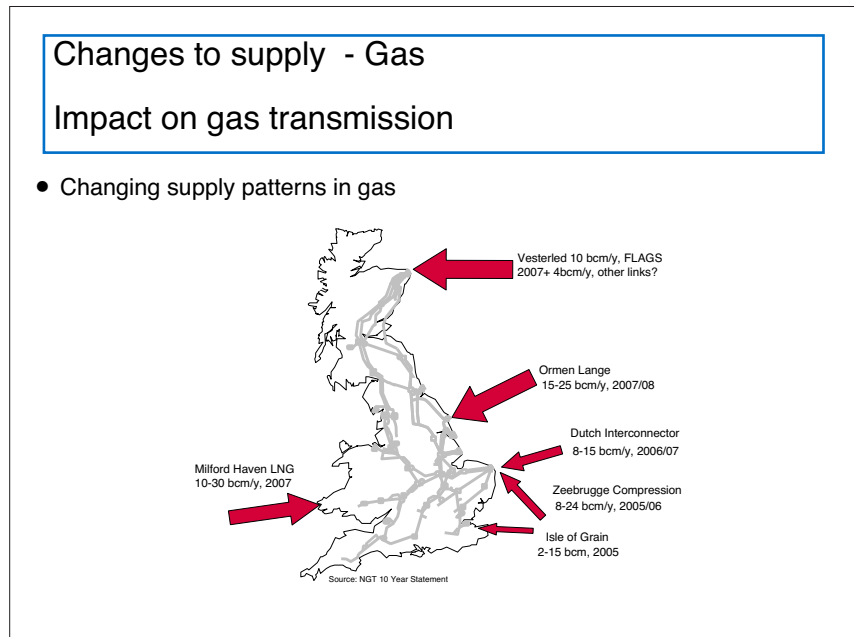 Changes to supply - Gas
Impact on gas transmission
• Changing supply patterns in gas
Vesterled 10 bcm/y, FLAGS
2007+ 4bcm/y, other links?
Ormen Lange
15-25 bcm/y, 2007/08
Dutch Interconnector
8-15 bcm/y, 2006/07
Milford Haven LNG
10-30 bcm/y, 2007
Zeebrugge Compression
8-24 bcm/y, 2005/06
Isle of Grain
2-15 bcm, 2005
Source: NGT 10 Year Statement